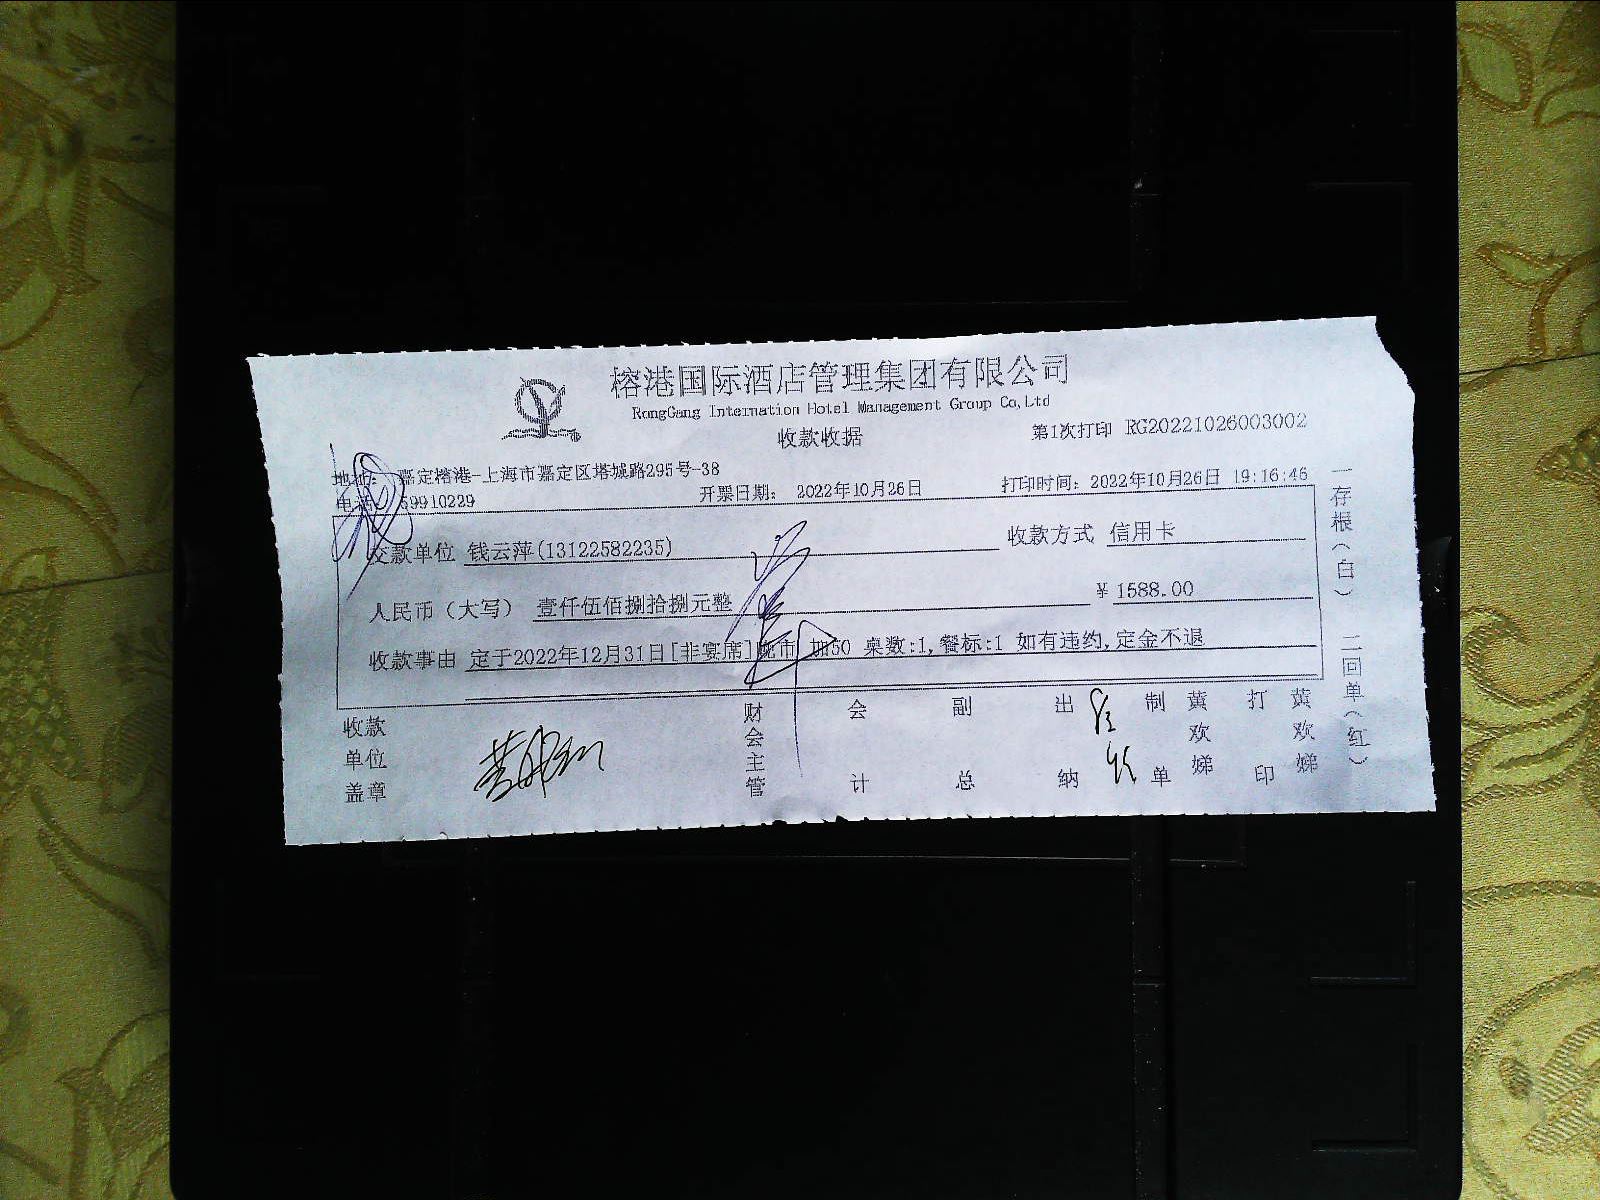 榕港国际酒店管理集团有限公司
RongGang Internation Hotel Management Group Co,Ltd
收款收据
第1次打印 RG20221026003002
地址: 嘉定榕港-上海市嘉定区塔城路295号-38
电话 59910229 开票日期: 2022年10月26日 打印时间: 2022年10月26日 19:16:46
交款单位 钱云萍(13122582235) 收款方式 信用卡
人民币（大写） 壹仟伍佰捌拾捌元整 ¥ 1588.00
收款事由 定于2022年12月31日[非宴席]晚市 加50 桌数:1,餐标:1 如有违约,定金不退
收款单位盖章 财会主管 会计 副总 出纳 制单 黄欢娣 打印 黄欢娣
一存根（白） 二回单（红）